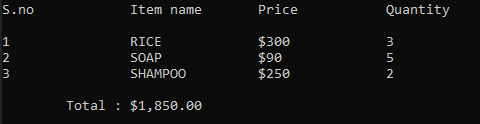 S.no Item name Price Quantity
1 RICE $300 3
2 SOAP $90 5
3 SHAMPOO $250 2
Total : $1,850.00